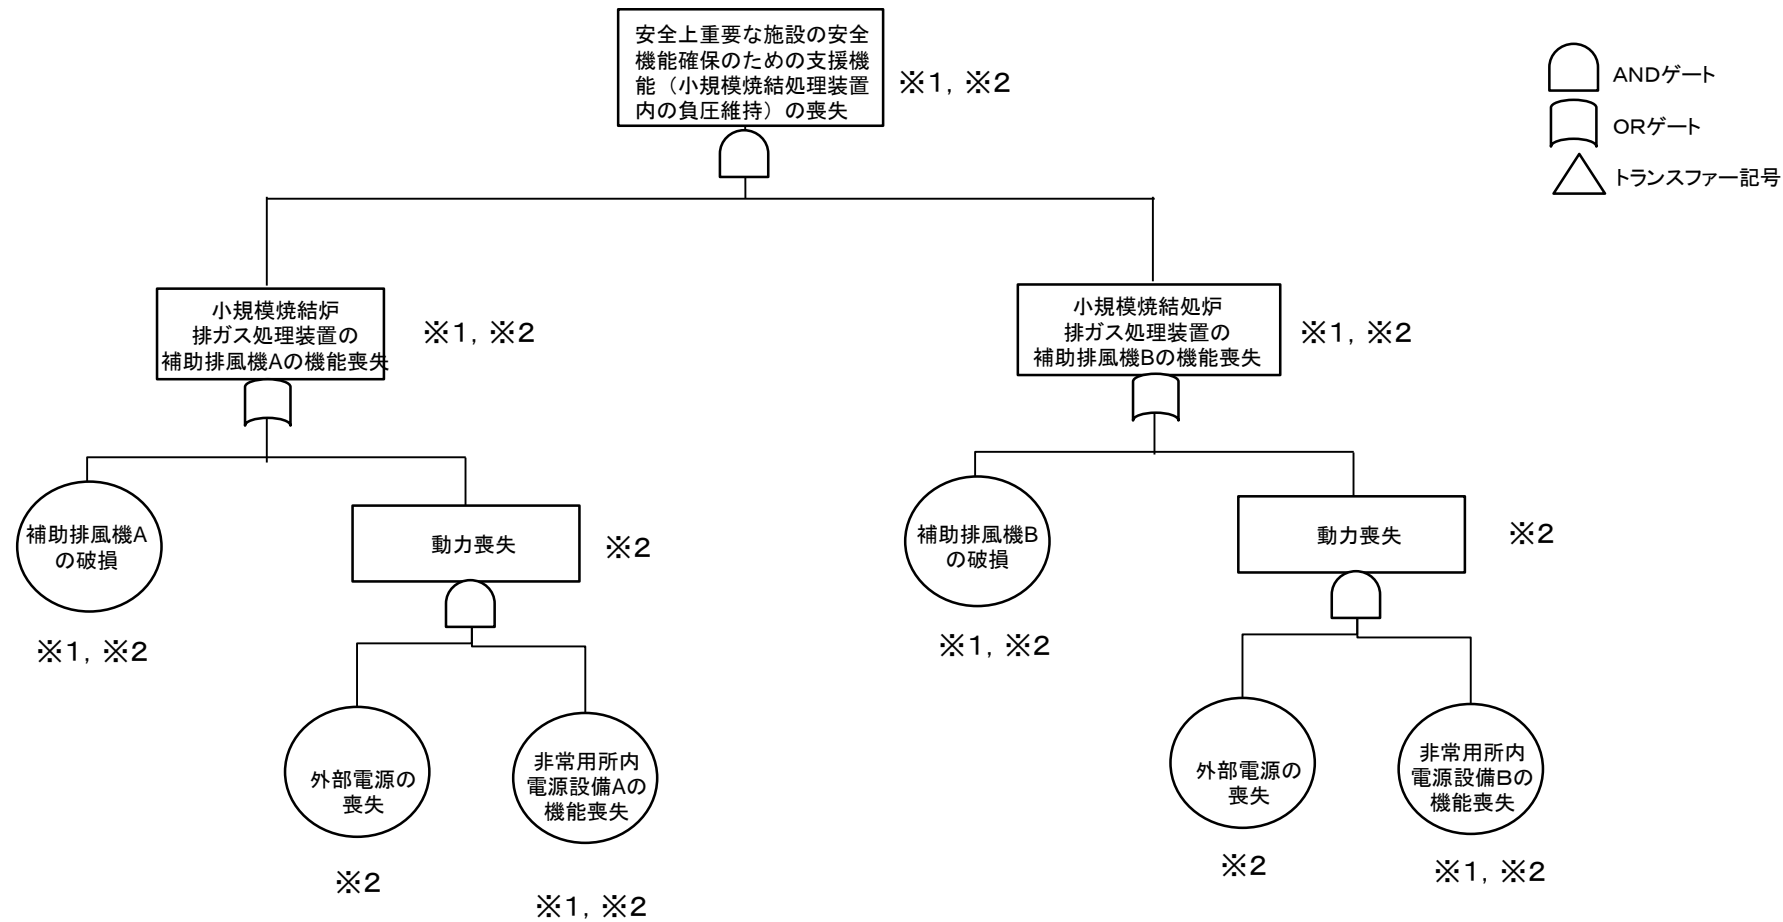 安全上重要な施設の安全
機能確保のための支援機
能（小規模焼結処理装置
内の負圧維持）の喪失
※1, ※2
ANDゲート
ORゲート
トランスファー記号
小規模焼結炉
排ガス処理装置の
補助排風機Aの機能喪失
※1, ※2
小規模焼結処炉
排ガス処理装置の
補助排風機Bの機能喪失
※1, ※2
補助排風機A
の破損
※1, ※2
動力喪失
※2
補助排風機B
の破損
※1, ※2
動力喪失
※2
外部電源の
喪失
※2
非常用所内
電源設備Aの
機能喪失
※1, ※2
外部電源の
喪失
※2
非常用所内
電源設備Bの
機能喪失
※1, ※2